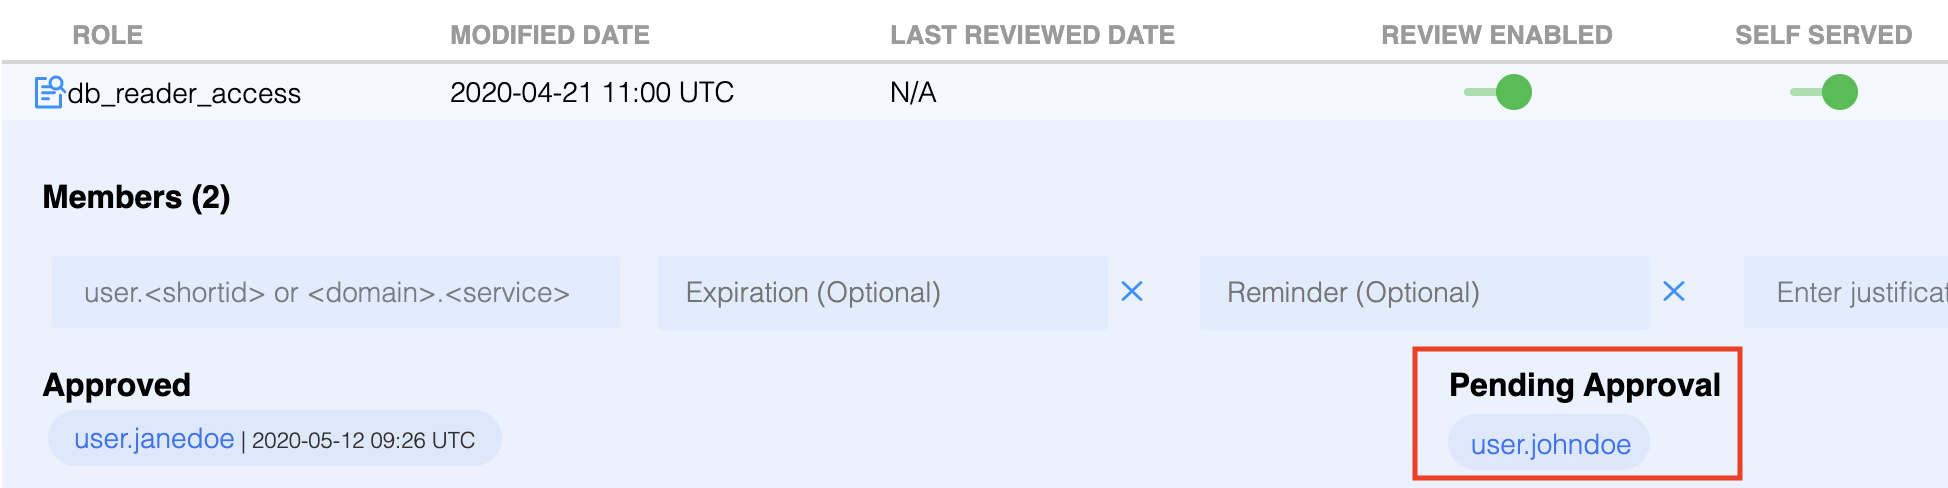 ROLE MODIFIED DATE LAST REVIEWED DATE REVIEW ENABLED SELF SERVED
db_reader_access 2020-04-21 11:00 UTC N/A
Members (2)
user.<shortid> or <domain>.<service> Expiration (Optional) Reminder (Optional) Enter
Approved Pending Approval
user.janedoe | 2020-05-12 09:26 UTC user.johndoe